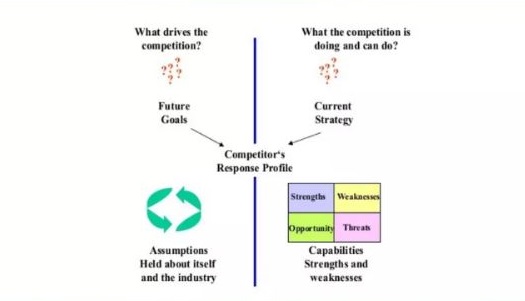 What drives the
competition?
What the competition is
doing and can do?
? ? ? ? ?
? ? ? ? ?
Future
Goals
Current
Strategy
Competitor's
Response Profile
Strengths Weaknesses
Opportunity Threats
Assumptions
Held about itself
and the industry
Capabilities
Strengths and
weaknesses